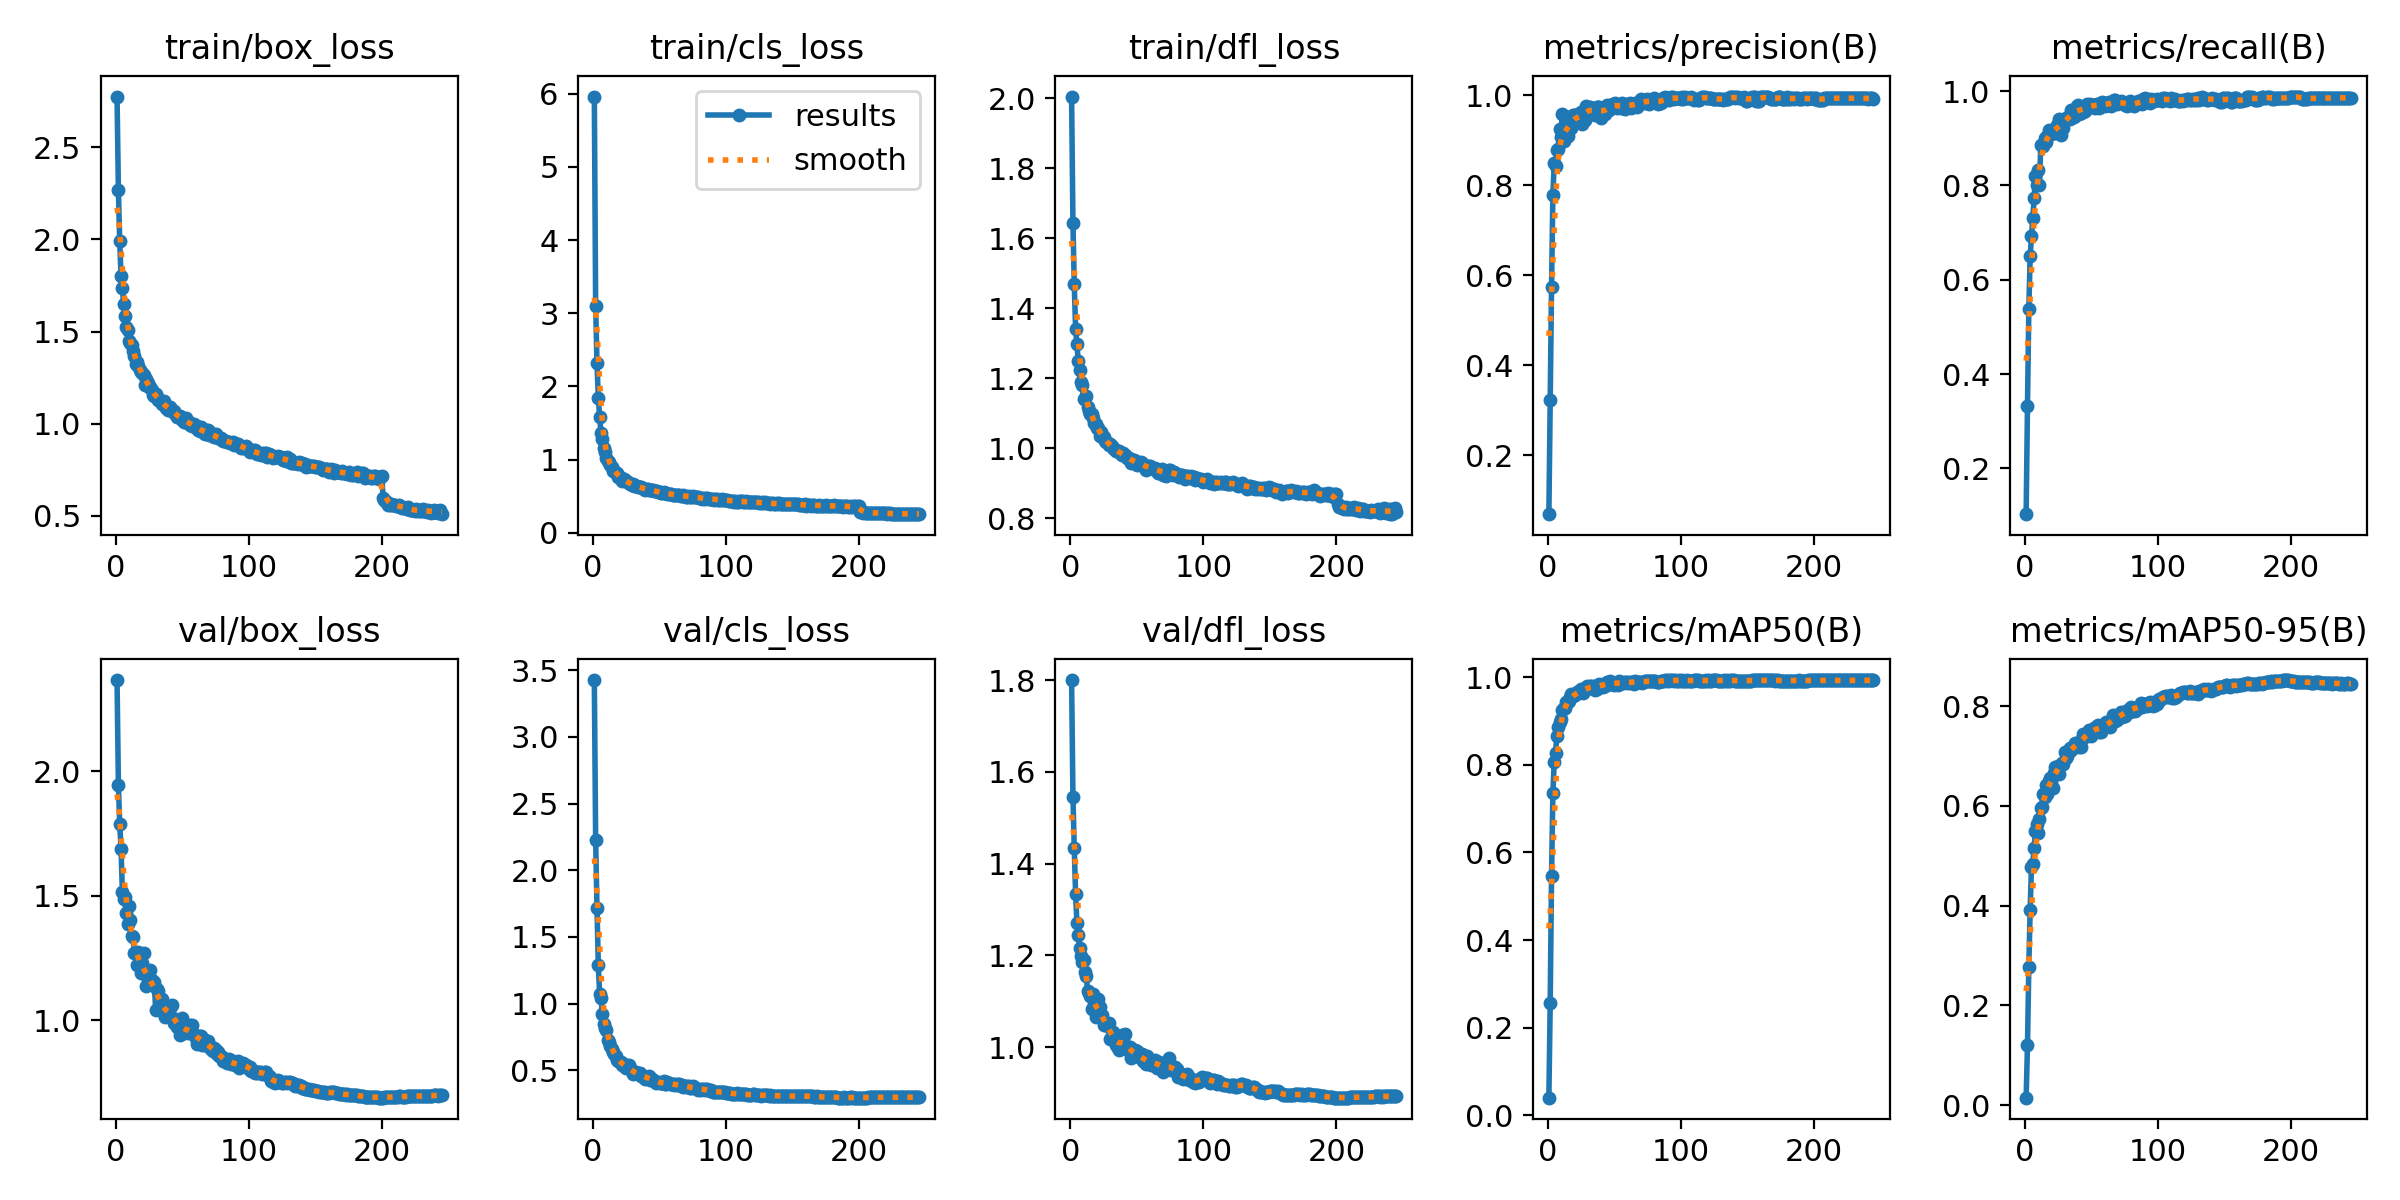 train/box_loss
2.5
2.0
1.5
1.0
0.5
0 100 200
train/cls_loss
results
smooth
6
5
4
3
2
1
0
0 100 200
train/dfl_loss
2.0
1.8
1.6
1.4
1.2
1.0
0.8
0 100 200
metrics/precision(B)
1.0
0.8
0.6
0.4
0.2
0 100 200
metrics/recall(B)
1.0
0.8
0.6
0.4
0.2
0 100 200
val/box_loss
2.0
1.5
1.0
0 100 200
val/cls_loss
3.5
3.0
2.5
2.0
1.5
1.0
0.5
0 100 200
val/dfl_loss
1.8
1.6
1.4
1.2
1.0
0 100 200
metrics/mAP50(B)
1.0
0.8
0.6
0.4
0.2
0.0
0 100 200
metrics/mAP50-95(B)
0.8
0.6
0.4
0.2
0.0
0 100 200